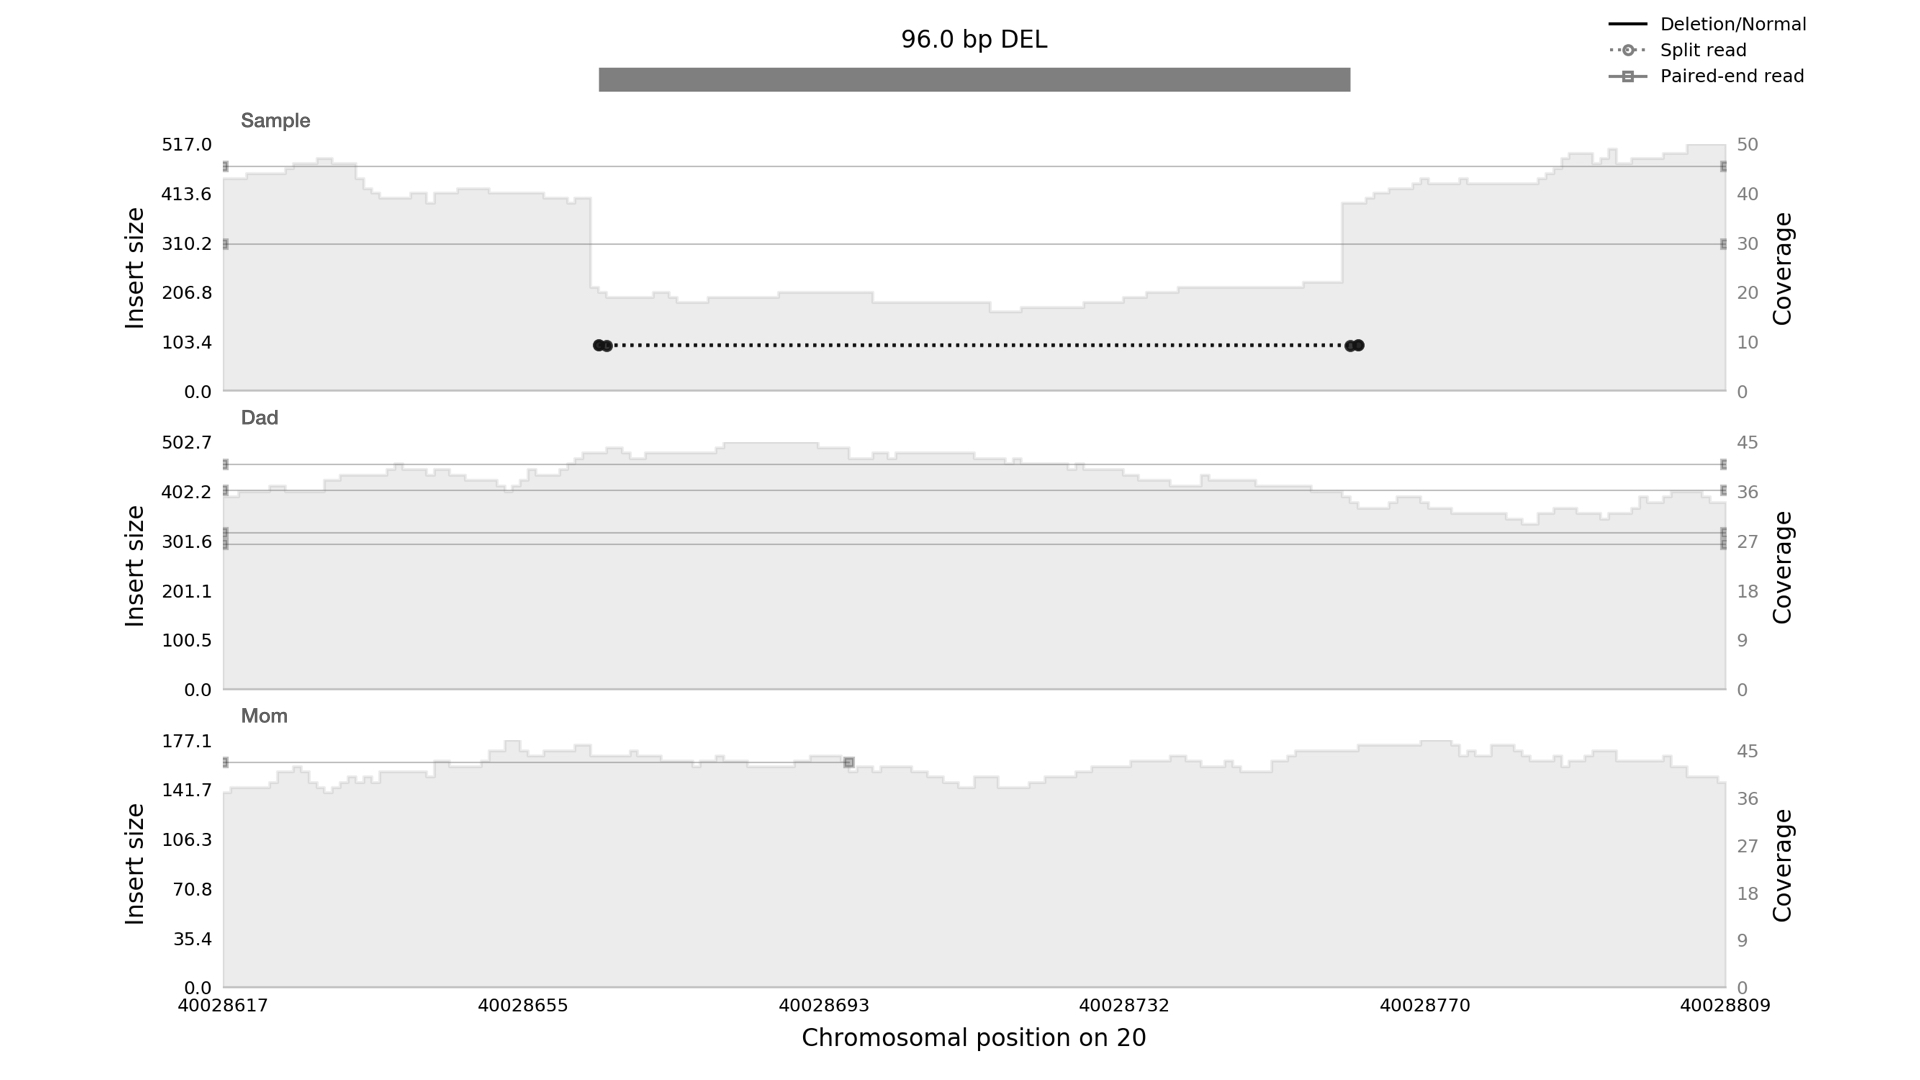 96.0 bp DEL
Deletion/Normal
Split read
Paired-end read
Sample
517.0
413.6
310.2
206.8
103.4
0.0
Insert size
50
40
30
20
10
0
Coverage
Dad
502.7
402.2
301.6
201.1
100.5
0.0
Insert size
45
36
27
18
9
0
Coverage
Mom
177.1
141.7
106.3
70.8
35.4
0.0
Insert size
45
36
27
18
9
0
Coverage
40028617 40028655 40028693 40028732 40028770 40028809
Chromosomal position on 20